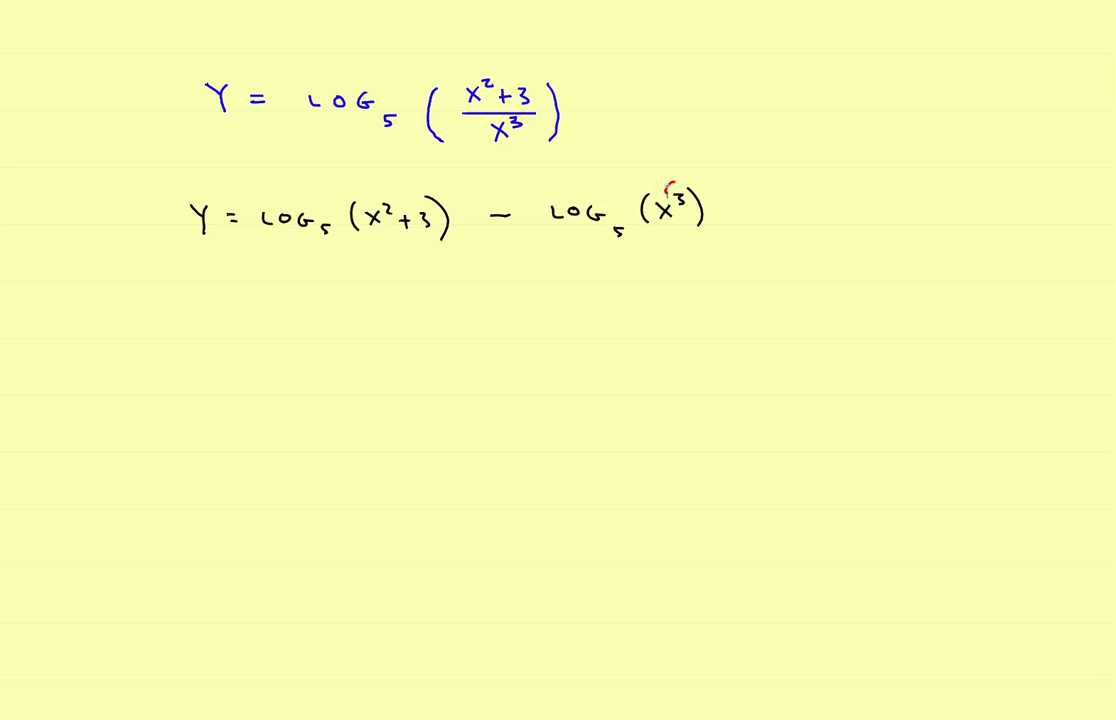 Y = LOG₅ ( (x² + 3) / x³ )
Y = LOG₅ (x² + 3) − LOG₅ (x³)